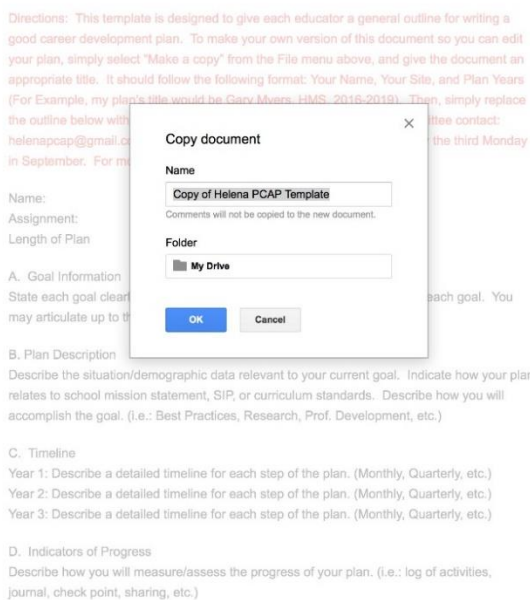 Directions: This template is designed to give each educator a general outline for writing a
good career development plan. To make your own version of this document so you can edit
your plan, simply select "Make a copy" from the File menu above, and give the document an
appropriate title. It should follow the following format: Your Name, Your Site, and Plan Years
(For Example, my plan's title would be Gary Myers, HMS, 2016-2019). Then, simply replace
the outline below with
ttee contact:
helenapcap@gmail.co
the third Monday
in September. For mo
Copy document
Name
Copy of Helena PCAP Template
Comments will not be copied to the new document.
Folder
My Drive
OK Cancel
Name:
Assignment:
Length of Plan
A. Goal Information
State each goal clearl
each goal. You
may articulate up to th
B. Plan Description
Describe the situation/demographic data relevant to your current goal. Indicate how your plan
relates to school mission statement, SIP, or curriculum standards. Describe how you will
accomplish the goal. (i.e.: Best Practices, Research, Prof. Development, etc.)
C. Timeline
Year 1: Describe a detailed timeline for each step of the plan. (Monthly, Quarterly, etc.)
Year 2: Describe a detailed timeline for each step of the plan. (Monthly, Quarterly, etc.)
Year 3: Describe a detailed timeline for each step of the plan. (Monthly, Quarterly, etc.)
D. Indicators of Progress
Describe how you will measure/assess the progress of your plan. (i.e.: log of activities,
journal, check point, sharing, etc.)